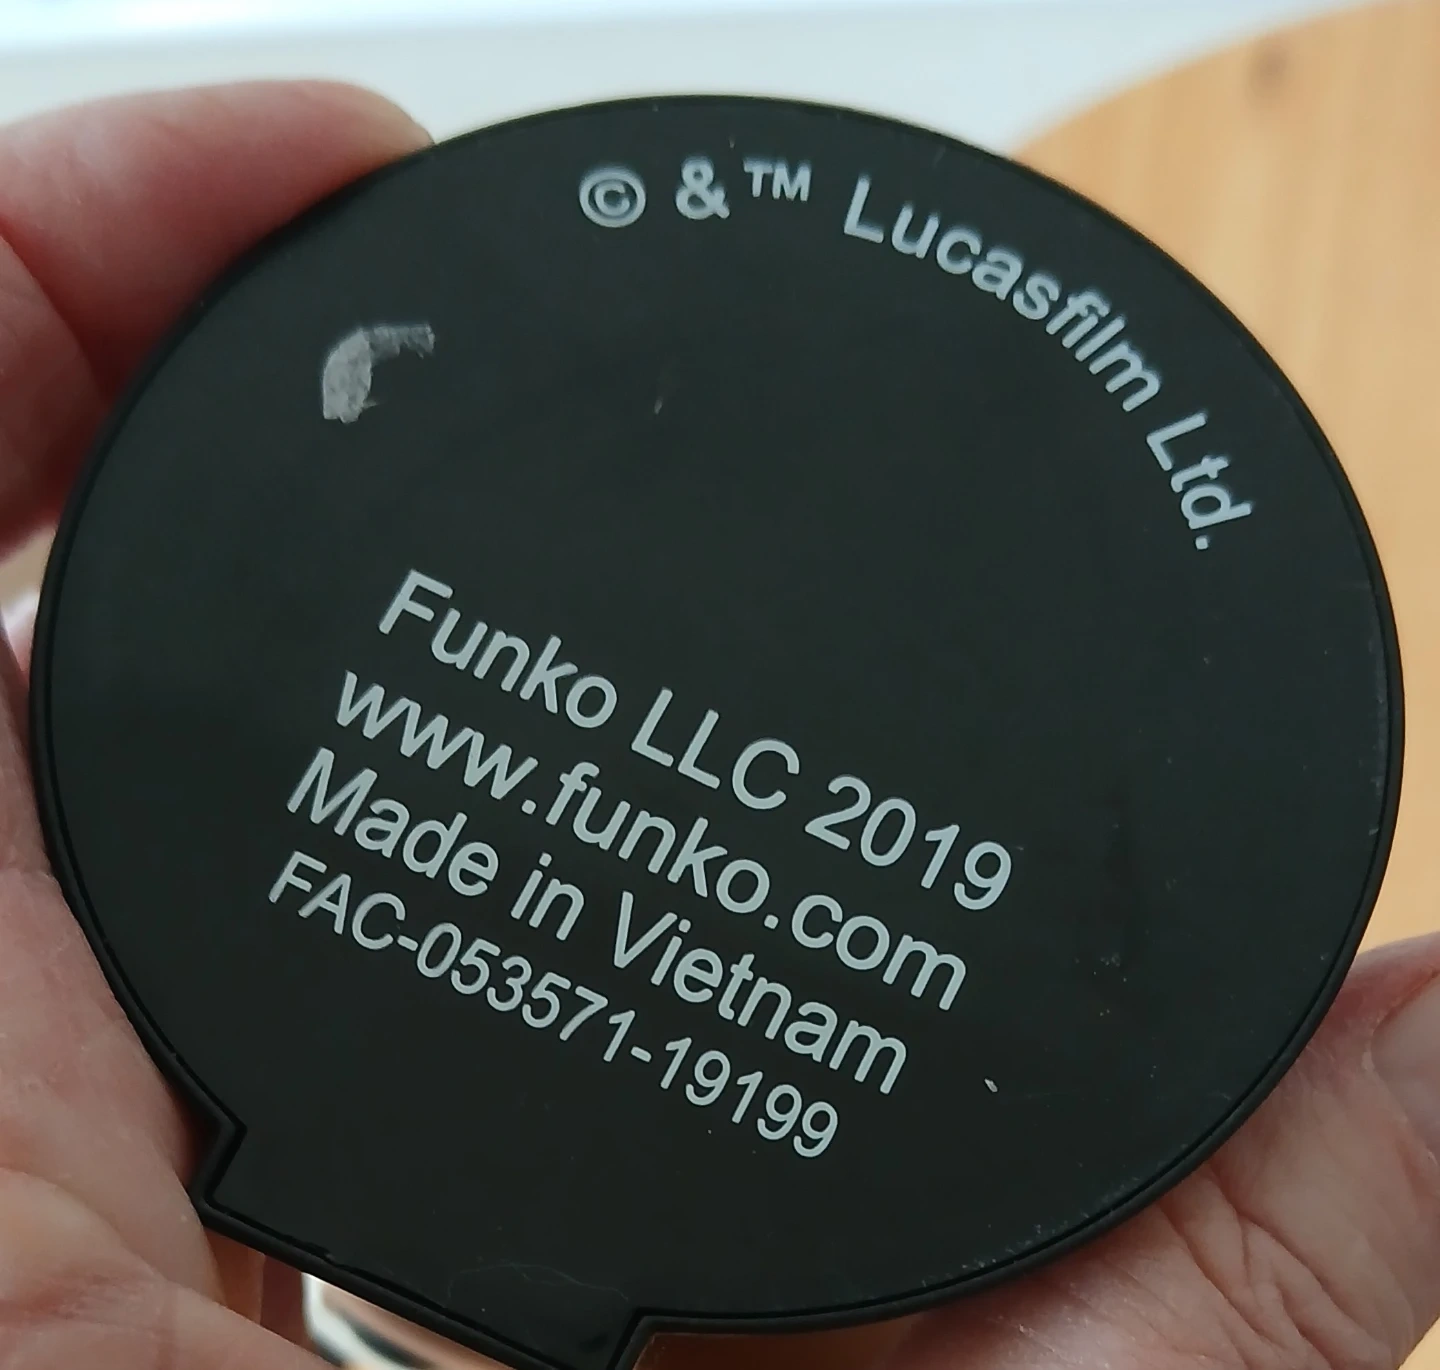 © & ™ Lucasfilm Ltd.
Funko LLC 2019
www.funko.com
Made in Vietnam
FAC-053571-19199